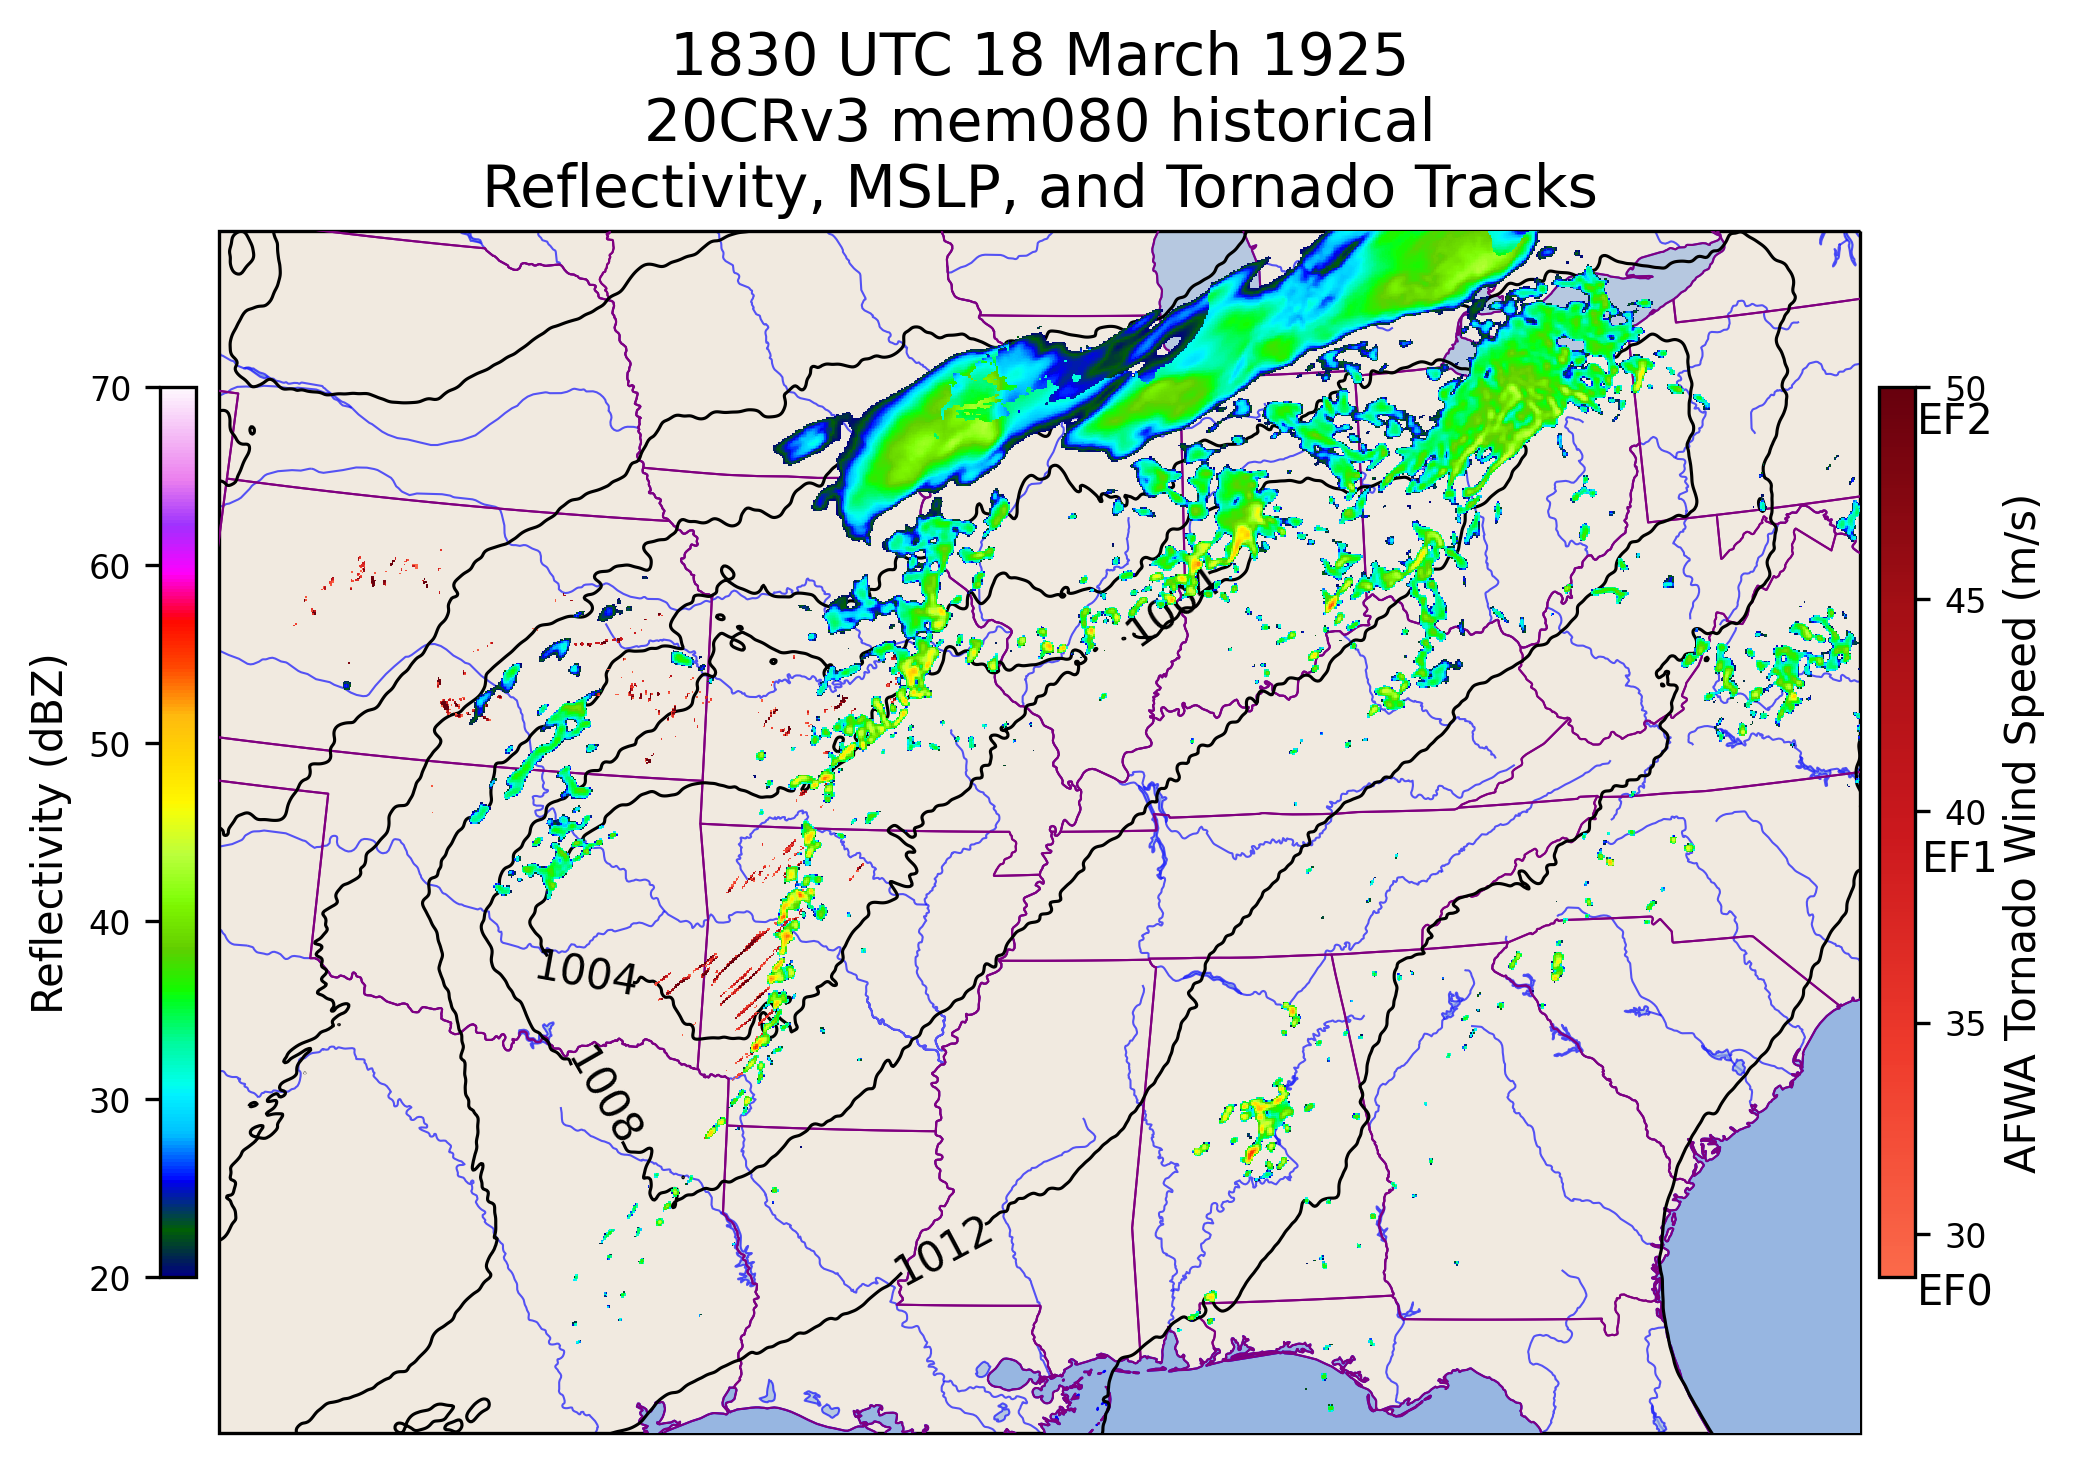 1830 UTC 18 March 1925
20CRv3 mem080 historical
Reflectivity, MSLP, and Tornado Tracks
Reflectivity (dBZ)
70
60
50
40
30
20
1004
1004
1008
1012
50
EF2
45
40
EF1
35
30
EF0
AFWA Tornado Wind Speed (m/s)